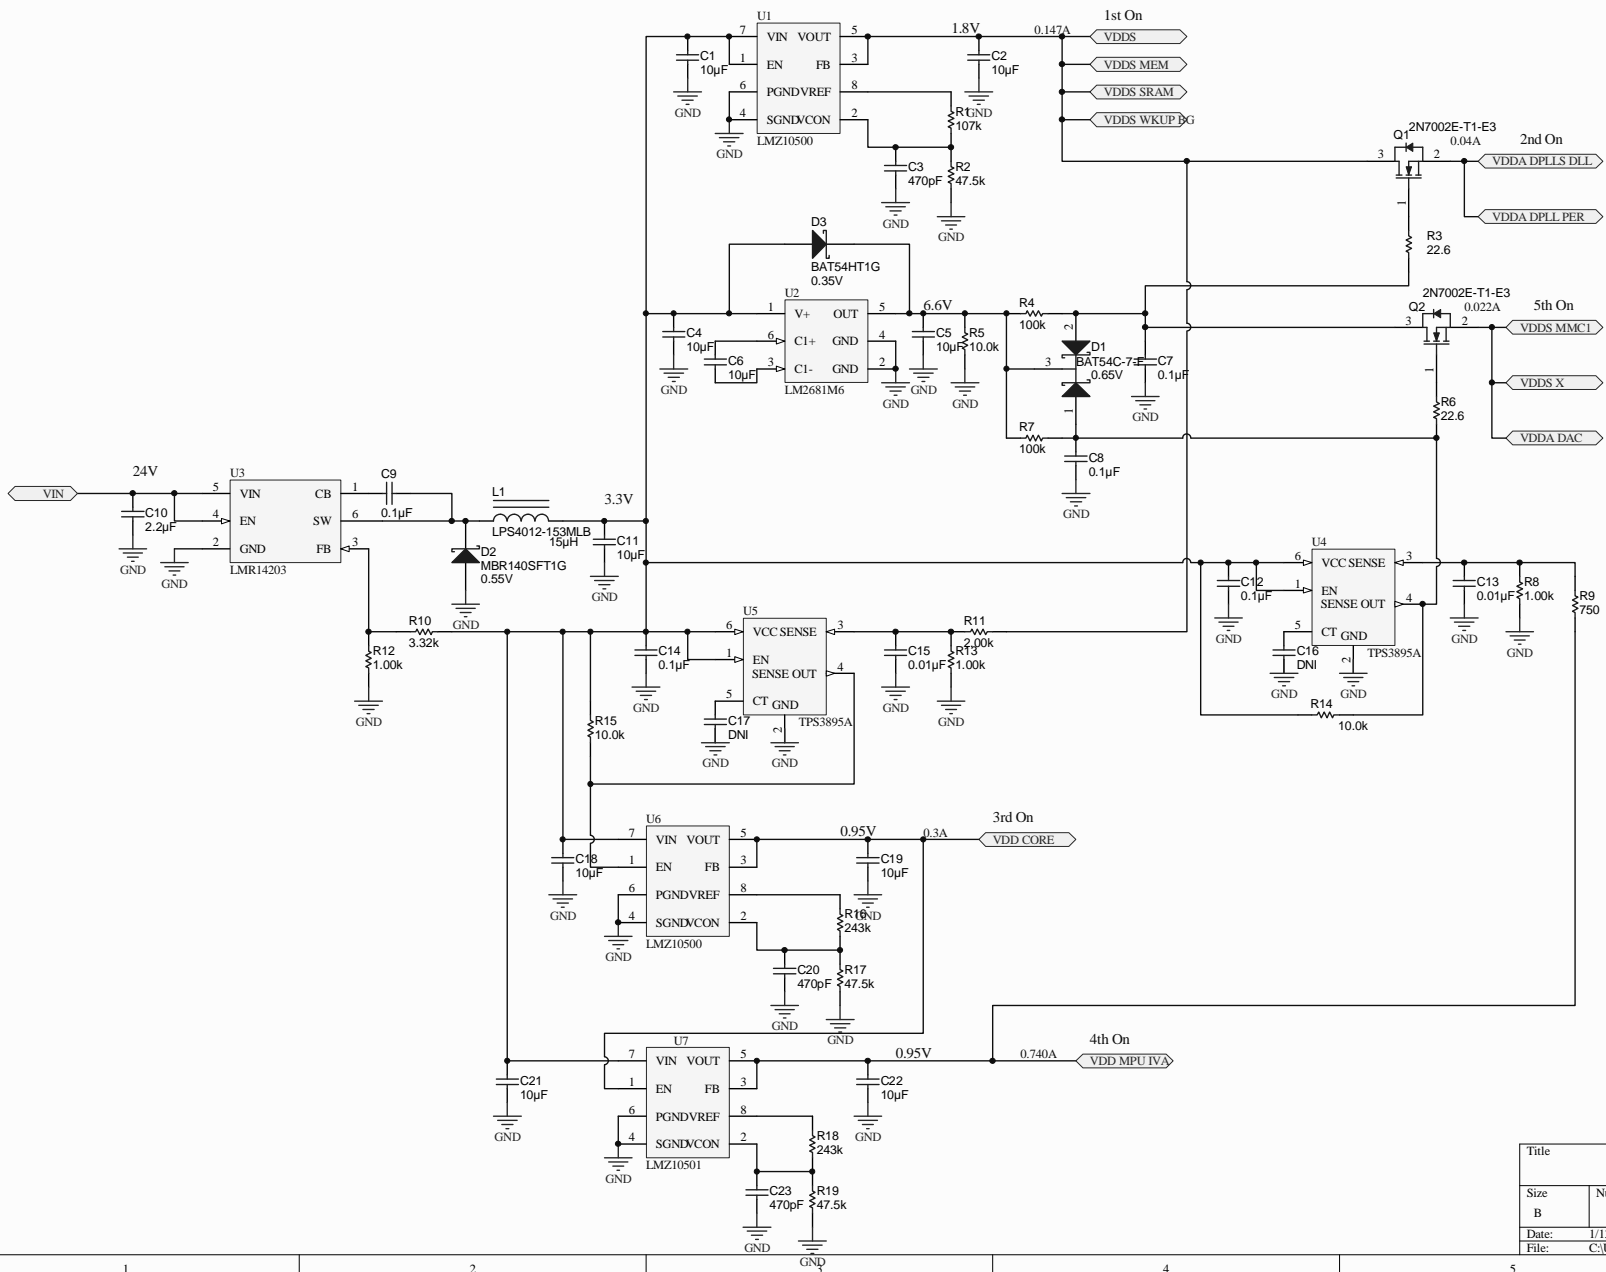 U1
7 VIN VOUT 5
1 EN FB 3
6 PGND VREF 8
4 SGND VCON 2
LMZ10500
C1
10µF
GND
GND
1.8V
C2
10µF
GND
R1
107k
C3
470pF
GND
R2
47.5k
GND
0.147A
1st On
VDDS
VDDS MEM
VDDS SRAM
VDDS WKUP BG
2N7002E-T1-E3
Q1
0.04A
3 2
1
2nd On
VDDA DPLLS DLL
VDDA DPLL PER
R3
22.6
D3
BAT54HT1G
0.35V
U2
1 V+ OUT 5
6 C1+ GND 4
3 C1- GND 2
LM2681M6
C4
10µF
GND
C6
10µF
GND
6.6V
C5
10µF
GND
R5
10.0k
GND
R4
100k
2
D1
BAT54C-7-F
0.65V
3
1
C7
0.1µF
GND
R7
100k
C8
0.1µF
GND
2N7002E-T1-E3
Q2
0.022A
3 2
1
5th On
VDDS MMC1
VDDS X
VDDA DAC
R6
22.6
24V
VIN
C10
2.2µF
GND
GND
U3
5 VIN CB 1
4 EN SW 6
2 GND FB 3
LMR14203
C9
0.1µF
L1
LPS4012-153MLB
15µH
D2
MBR140SFT1G
0.55V
GND
3.3V
C11
10µF
GND
R10
3.32k
R12
1.00k
GND
U5
6 VCC SENSE 3
1 EN
SENSE OUT 4
5 CT GND
2
TPS3895A
C14
0.1µF
GND
C17
DNI
GND
GND
C15
0.01µF
GND
R11
2.00k
R13
1.00k
GND
R15
10.0k
U4
6 VCC SENSE 3
1 EN
SENSE OUT 4
5 CT GND
2
TPS3895A
C12
0.1µF
GND
C16
DNI
GND
GND
C13
0.01µF
GND
R8
1.00k
GND
R9
750
R14
10.0k
U6
7 VIN VOUT 5
1 EN FB 3
6 PGND VREF 8
4 SGND VCON 2
LMZ10500
C18
10µF
GND
GND
0.95V
0.3A
3rd On
VDD CORE
C19
10µF
GND
R16
243k
C20
470pF
GND
R17
47.5k
GND
U7
7 VIN VOUT 5
1 EN FB 3
6 PGND VREF 8
4 SGND VCON 2
LMZ10501
C21
10µF
GND
GND
0.95V
0.740A
4th On
VDD MPU IVA
C22
10µF
GND
R18
243k
C23
470pF
GND
R19
47.5k
GND
Title
Size
B
Date:
File:
1 2 3 4 5